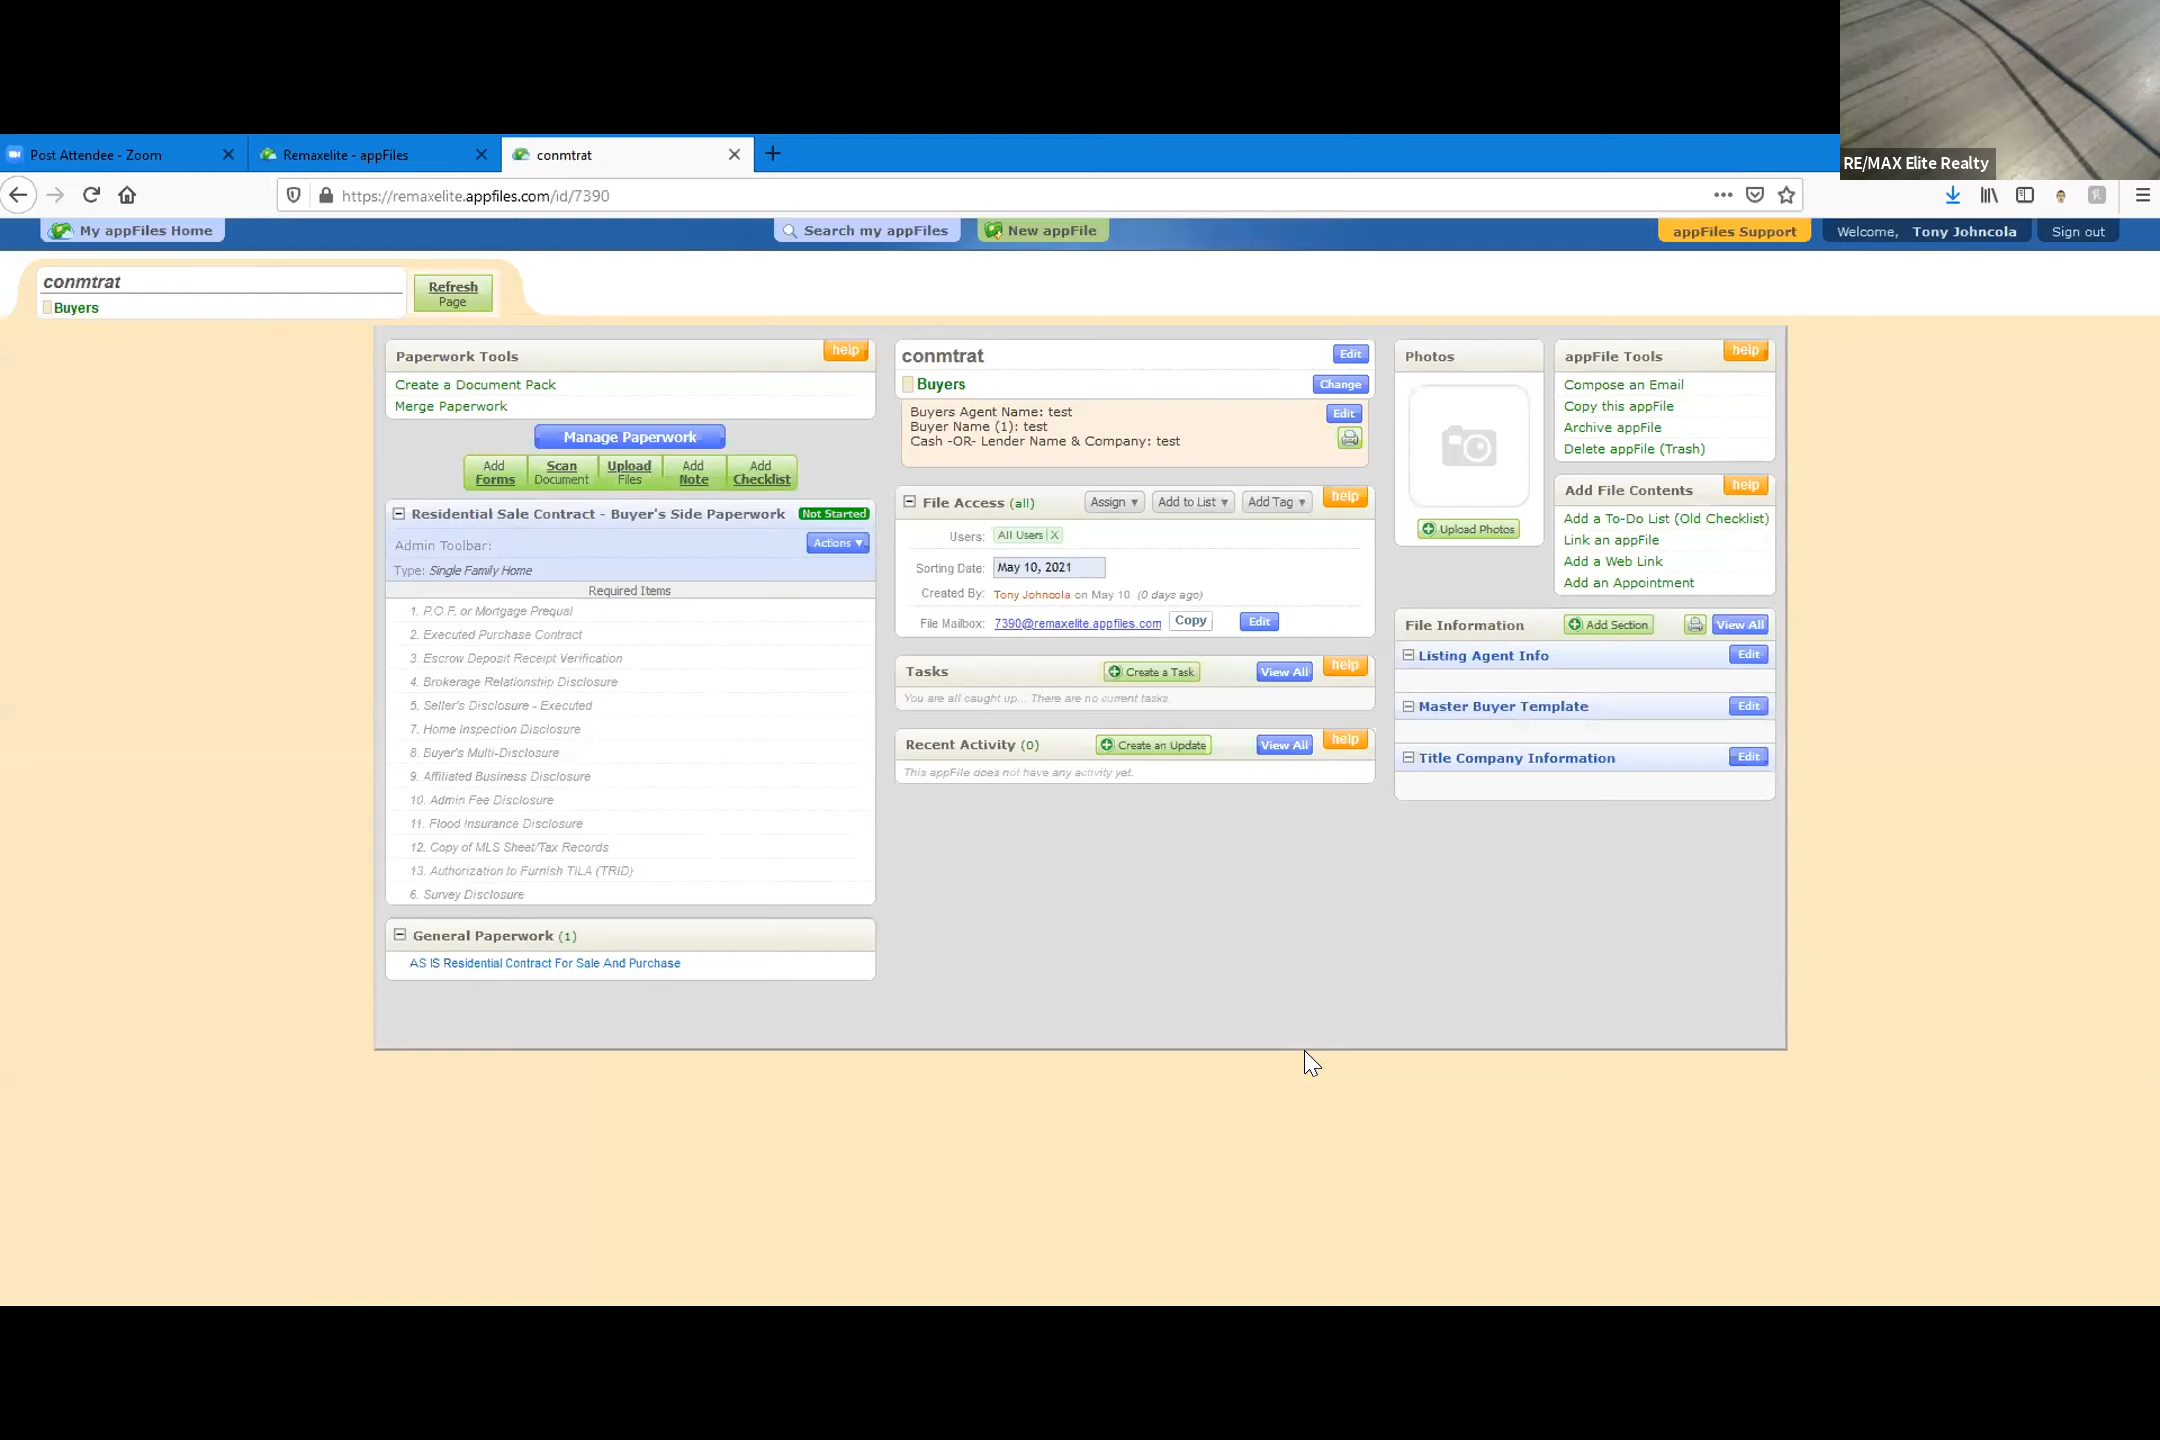 RE/MAX Elite Realty
Post Attendee - Zoom
Remaxelite - appFiles
conmtrat
https://remaxelite.appfiles.com/id/7390
My appFiles Home
Search my appFiles
New appFile
appFiles Support
Welcome, Tony Johncola
Sign out
conmtrat
Buyers
Refresh
Page
Paperwork Tools
help
Create a Document Pack
Merge Paperwork
Manage Paperwork
Add Forms
Scan Document
Upload Files
Add Note
Add Checklist
Residential Sale Contract - Buyer's Side Paperwork
Not Started
Admin Toolbar:
Actions ▾
Type: Single Family Home
Required Items
1. P.O.F. or Mortgage Prequal
2. Executed Purchase Contract
3. Escrow Deposit Receipt Verification
4. Brokerage Relationship Disclosure
5. Seller's Disclosure - Executed
7. Home Inspection Disclosure
8. Buyer's Multi-Disclosure
9. Affiliated Business Disclosure
10. Admin Fee Disclosure
11. Flood Insurance Disclosure
12. Copy of MLS Sheet/Tax Records
13. Authorization to Furnish TILA (TRID)
6. Survey Disclosure
General Paperwork (1)
AS IS Residential Contract For Sale And Purchase
conmtrat
Edit
Buyers
Change
Buyers Agent Name: test
Edit
Buyer Name (1): test
Cash -OR- Lender Name & Company: test
File Access (all)
Assign ▾
Add to List ▾
Add Tag ▾
help
Users: All Users X
Sorting Date: May 10, 2021
Created By: Tony Johncola on May 10 (0 days ago)
File Mailbox: 7390@remaxelite.appfiles.com Copy Edit
Tasks
Create a Task
View All
help
You are all caught up... There are no current tasks.
Recent Activity (0)
Create an Update
View All
help
This appFile does not have any activity yet.
Photos
Upload Photos
appFile Tools
help
Compose an Email
Copy this appFile
Archive appFile
Delete appFile (Trash)
Add File Contents
help
Add a To-Do List (Old Checklist)
Link an appFile
Add a Web Link
Add an Appointment
File Information
Add Section
View All
Listing Agent Info
Edit
Master Buyer Template
Edit
Title Company Information
Edit